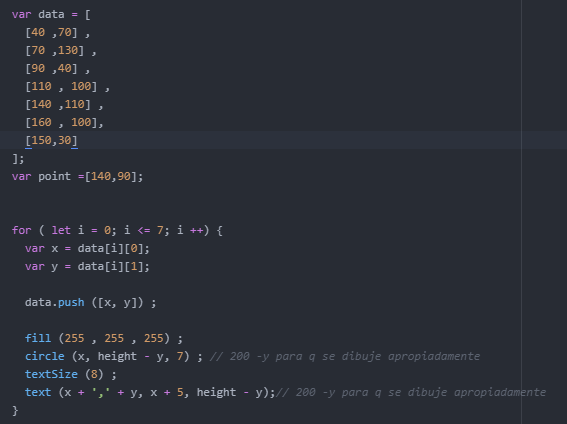 var data = [
[40 ,70] ,
[70 ,130] ,
[90 ,40] ,
[110 , 100] ,
[140 ,110] ,
[160 , 100],
[150,30]
];
var point =[140,90];
for ( let i = 0; i <= 7; i ++) {
var x = data[i][0];
var y = data[i][1];
data.push ([x, y]) ;
fill (255 , 255 , 255) ;
circle (x, height - y, 7) ; // 200 -y para q se dibuje apropiadamente
textSize (8) ;
text (x + ',' + y, x + 5, height - y);// 200 -y para q se dibuje apropiadamente
}